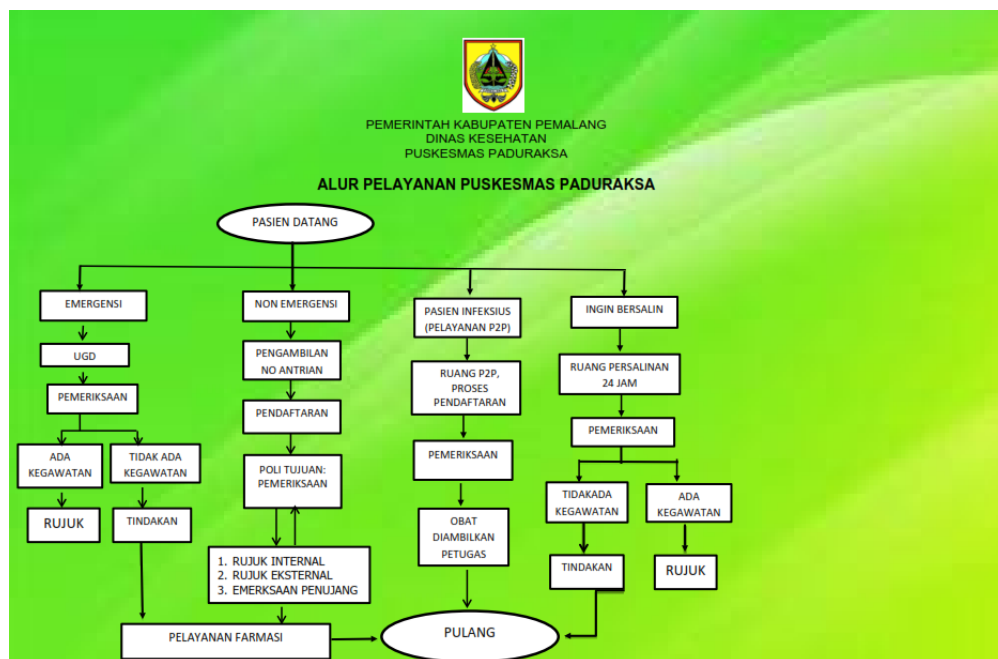 PEMERINTAH KABUPATEN PEMALANG
DINAS KESEHATAN
PUSKESMAS PADURAKSA
ALUR PELAYANAN PUSKESMAS PADURAKSA
PASIEN DATANG
EMERGENSI
UGD
PEMERIKSAAN
ADA
KEGAWATAN
TIDAK ADA
KEGAWATAN
RUJUK
TINDAKAN
NON EMERGENSI
PENGAMBILAN
NO ANTRIAN
PENDAFTARAN
POLI TUJUAN:
PEMERIKSAAN
1. RUJUK INTERNAL
2. RUJUK EKSTERNAL
3. EMERKSAAN PENUJANG
PELAYANAN FARMASI
PASIEN INFEKSIUS
(PELAYANAN P2P)
RUANG P2P,
PROSES
PENDAFTARAN
PEMERIKSAAN
OBAT
DIAMBILKAN
PETUGAS
PULANG
INGIN BERSALIN
RUANG PERSALINAN
24 JAM
PEMERIKSAAN
TIDAKADA
KEGAWATAN
ADA
KEGAWATAN
TINDAKAN
RUJUK